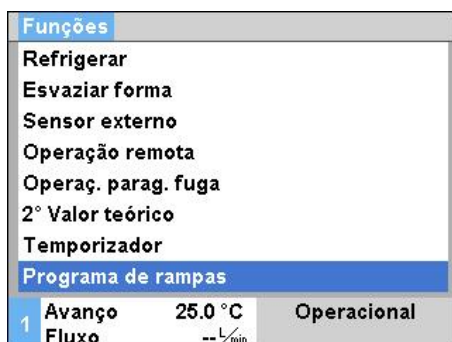 Funções
Refrigerar
Esvaziar forma
Sensor externo
Operação remota
Operaç. parag. fuga
2° Valor teórico
Temporizador
Programa de rampas
1 Avanço 25.0 °C Operacional
Fluxo -- L/min